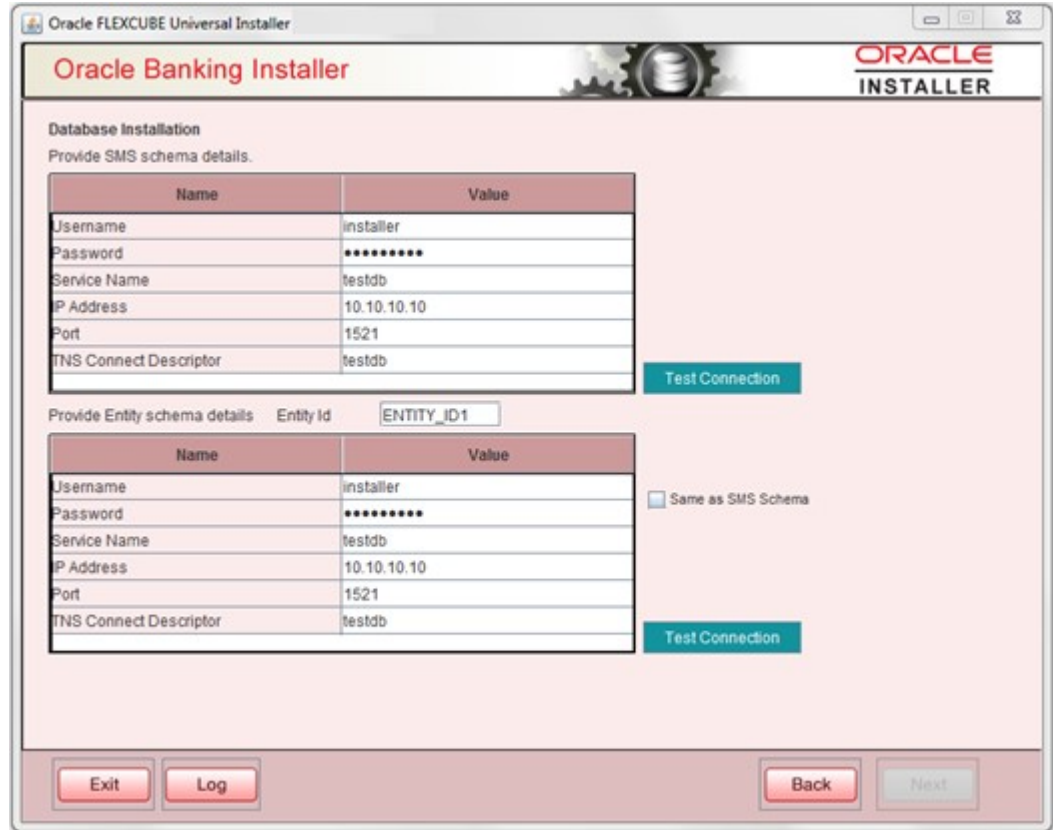 Oracle FLEXCUBE Universal Installer
Oracle Banking Installer
ORACLE
INSTALLER
Database Installation
Provide SMS schema details.
Name Value
Username installer
Password •••••••••
Service Name testdb
IP Address 10.10.10.10
Port 1521
TNS Connect Descriptor testdb
Test Connection
Provide Entity schema details Entity Id ENTITY_ID1
Name Value
Username installer
Password •••••••••
Service Name testdb
IP Address 10.10.10.10
Port 1521
TNS Connect Descriptor testdb
Same as SMS Schema
Test Connection
Exit Log Back Next